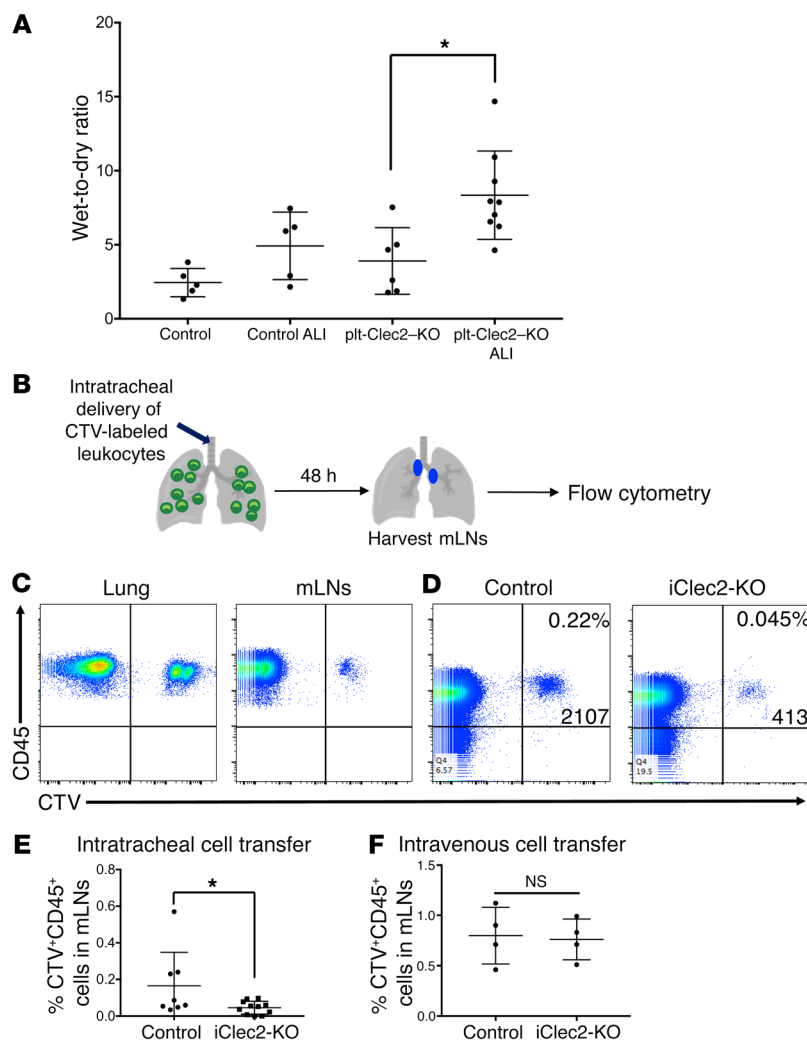 A
Wet-to-dry ratio
20
15
10
5
0
*
Control
Control ALI
plt-Clec2–KO
plt-Clec2–KO
ALI
B
Intratracheal
delivery of
CTV-labeled
leukocytes
48 h
Harvest mLNs
Flow cytometry
C
Lung
mLNs
D
Control
iClec2-KO
0.22%
2107
Q4
6.57
0.045%
413
Q4
19.5
CD45
CTV
E
Intratracheal cell transfer
% CTV+CD45+
cells in mLNs
0.8
0.6
0.4
0.2
0.0
*
Control
iClec2-KO
F
Intravenous cell transfer
% CTV+CD45+
cells in mLNs
1.5
1.0
0.5
0.0
NS
Control
iClec2-KO